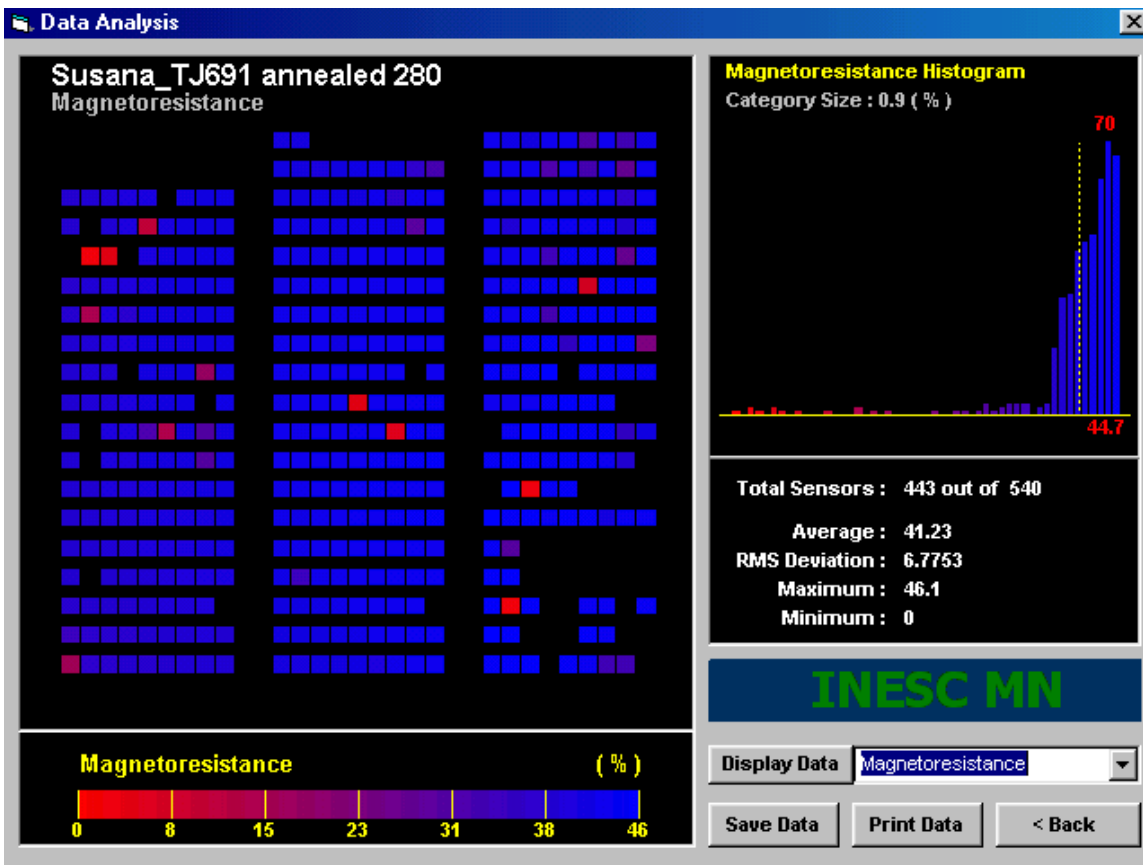 Data Analysis
Susana_TJ691 annealed 280
Magnetoresistance
Magnetoresistance Histogram
Category Size : 0.9 ( % )
70
44.7
Total Sensors : 443 out of 540
Average : 41.23
RMS Deviation : 6.7753
Maximum : 46.1
Minimum : 0
INESC MN
Magnetoresistance ( % )
0 8 15 23 31 38 46
Display Data Magnetoresistance
Save Data Print Data < Back